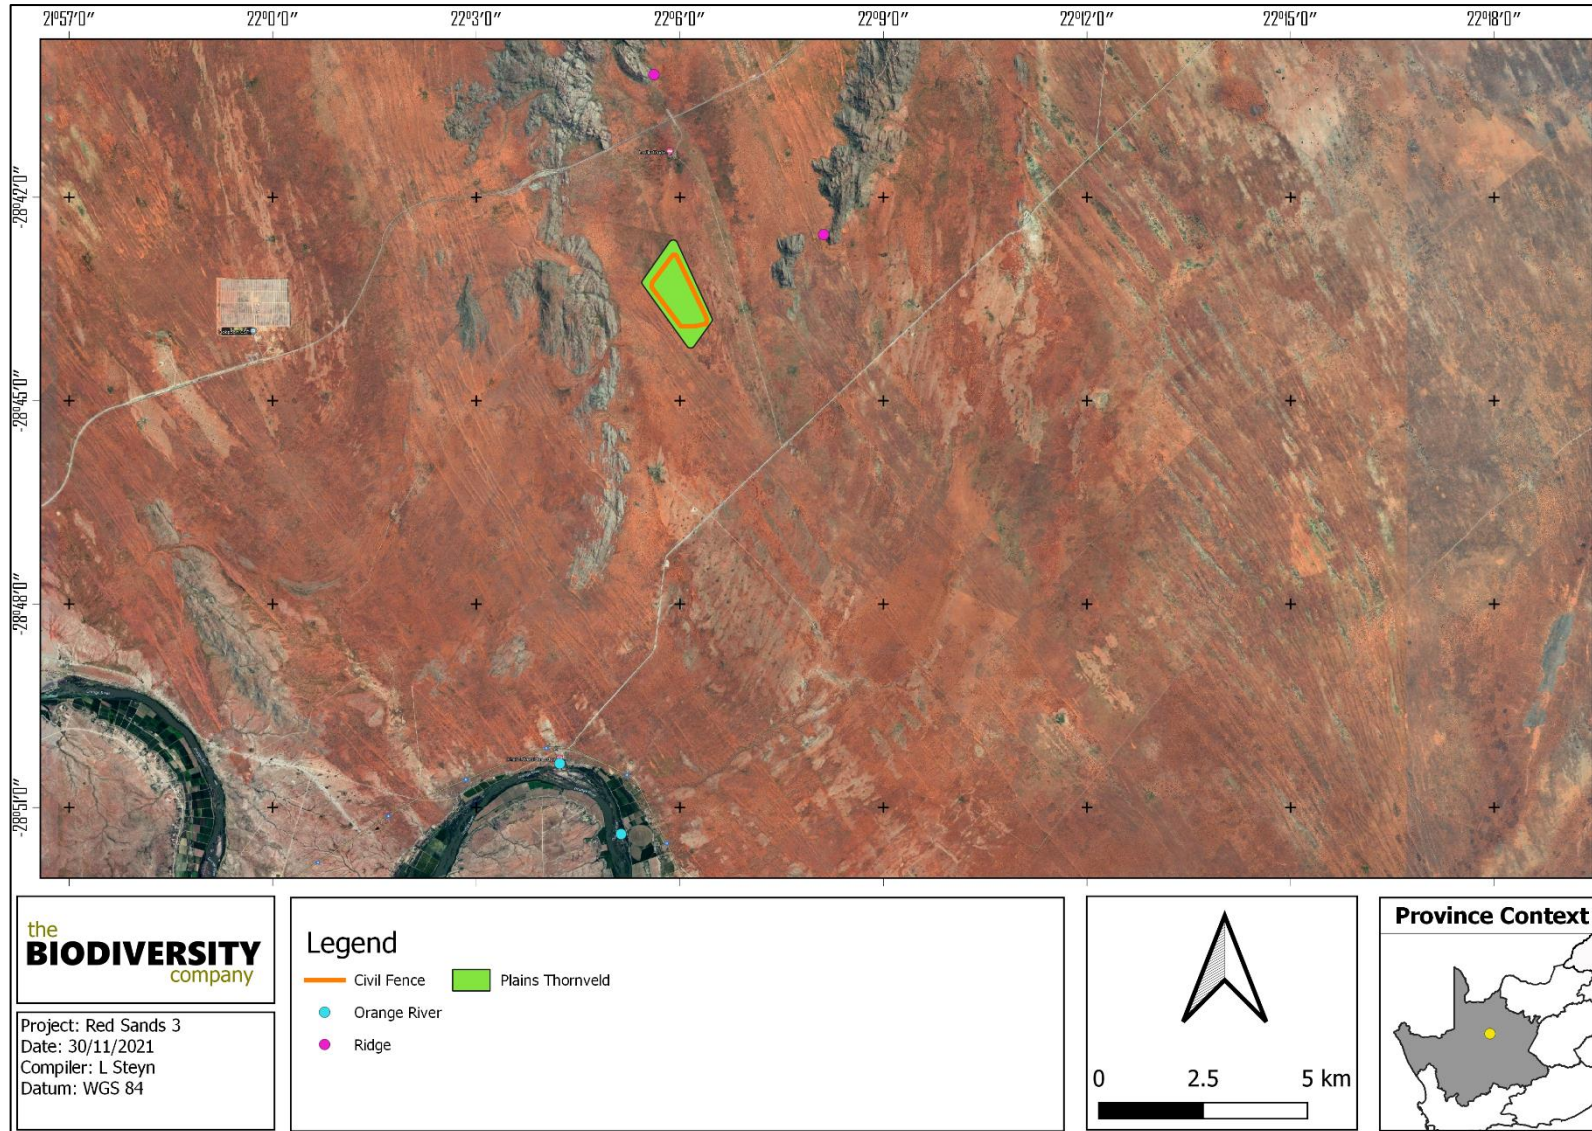 21°57'0" 22°0'0" 22°3'0" 22°6'0" 22°9'0" 22°12'0" 22°15'0" 22°18'0"
-28°42'0"
-28°45'0"
-28°48'0"
-28°51'0"
the
BIODIVERSITY
company
Project: Red Sands 3
Date: 30/11/2021
Compiler: L Steyn
Datum: WGS 84
Legend
Civil Fence
Plains Thornveld
Orange River
Ridge
0 2.5 5 km
Province Context